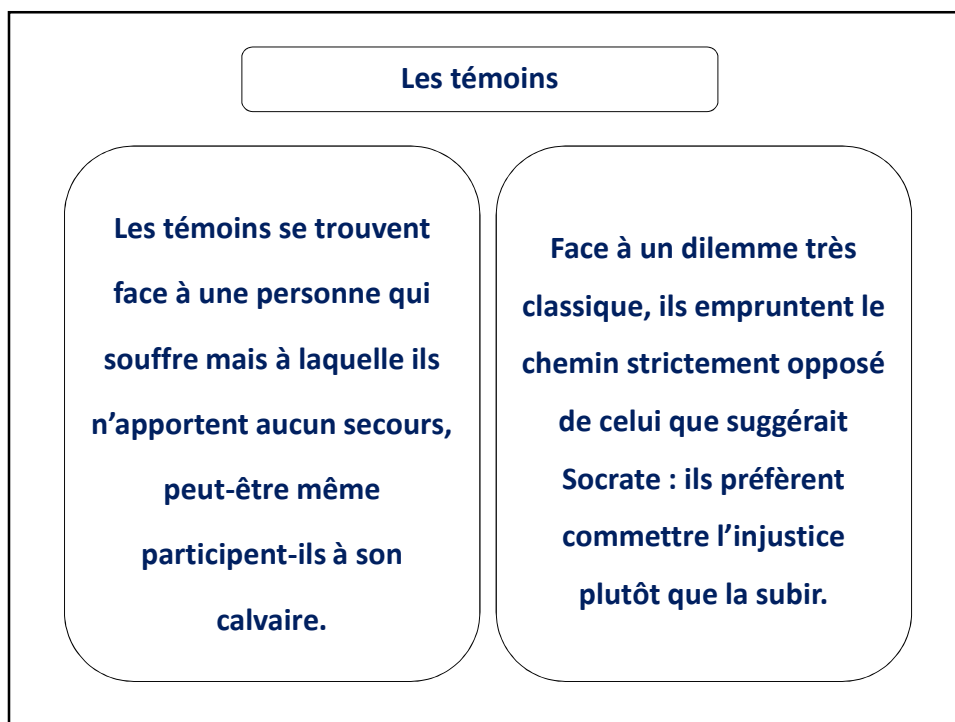 Les témoins
Les témoins se trouvent
face à une personne qui
souffre mais à laquelle ils
n’apportent aucun secours,
peut-être même
participent-ils à son
calvaire.
Face à un dilemme très
classique, ils empruntent le
chemin strictement opposé
de celui que suggérait
Socrate : ils préfèrent
commettre l’injustice
plutôt que la subir.